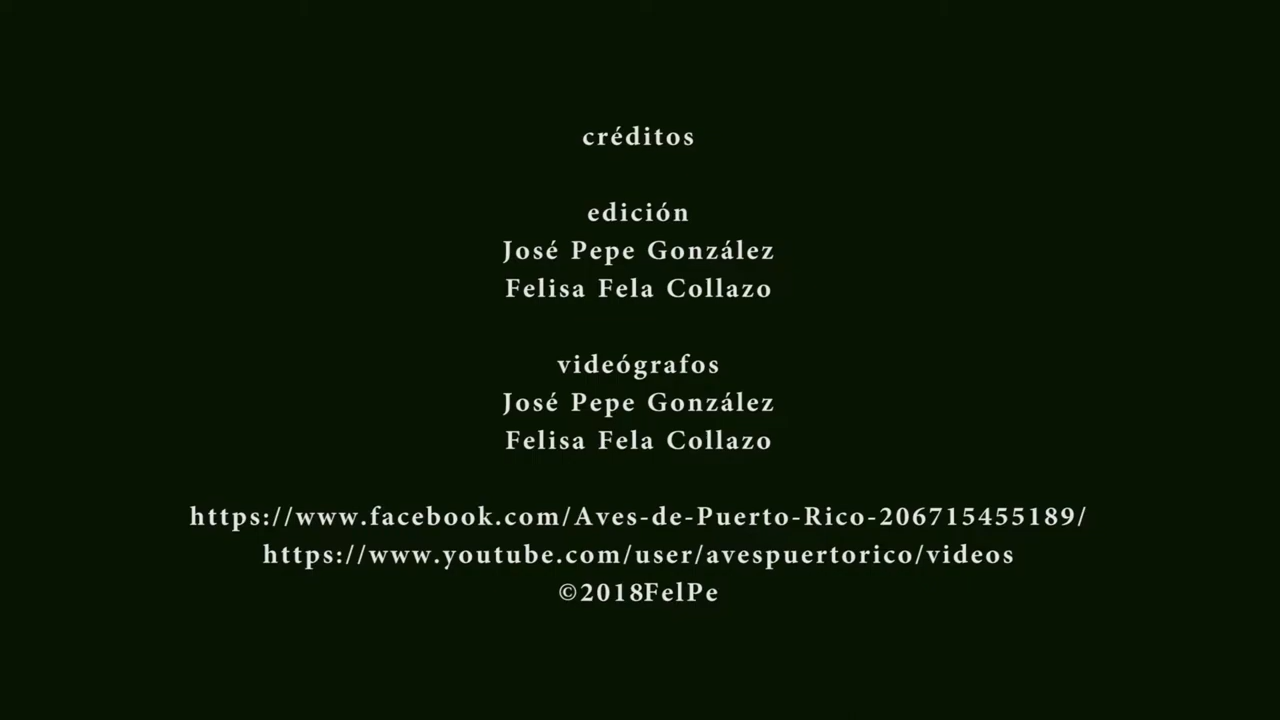 créditos
edición
José Pepe González
Felisa Fela Collazo
videógrafos
José Pepe González
Felisa Fela Collazo
https://www.facebook.com/Aves-de-Puerto-Rico-206715455189/
https://www.youtube.com/user/avespuertorico/videos
©2018FelPe